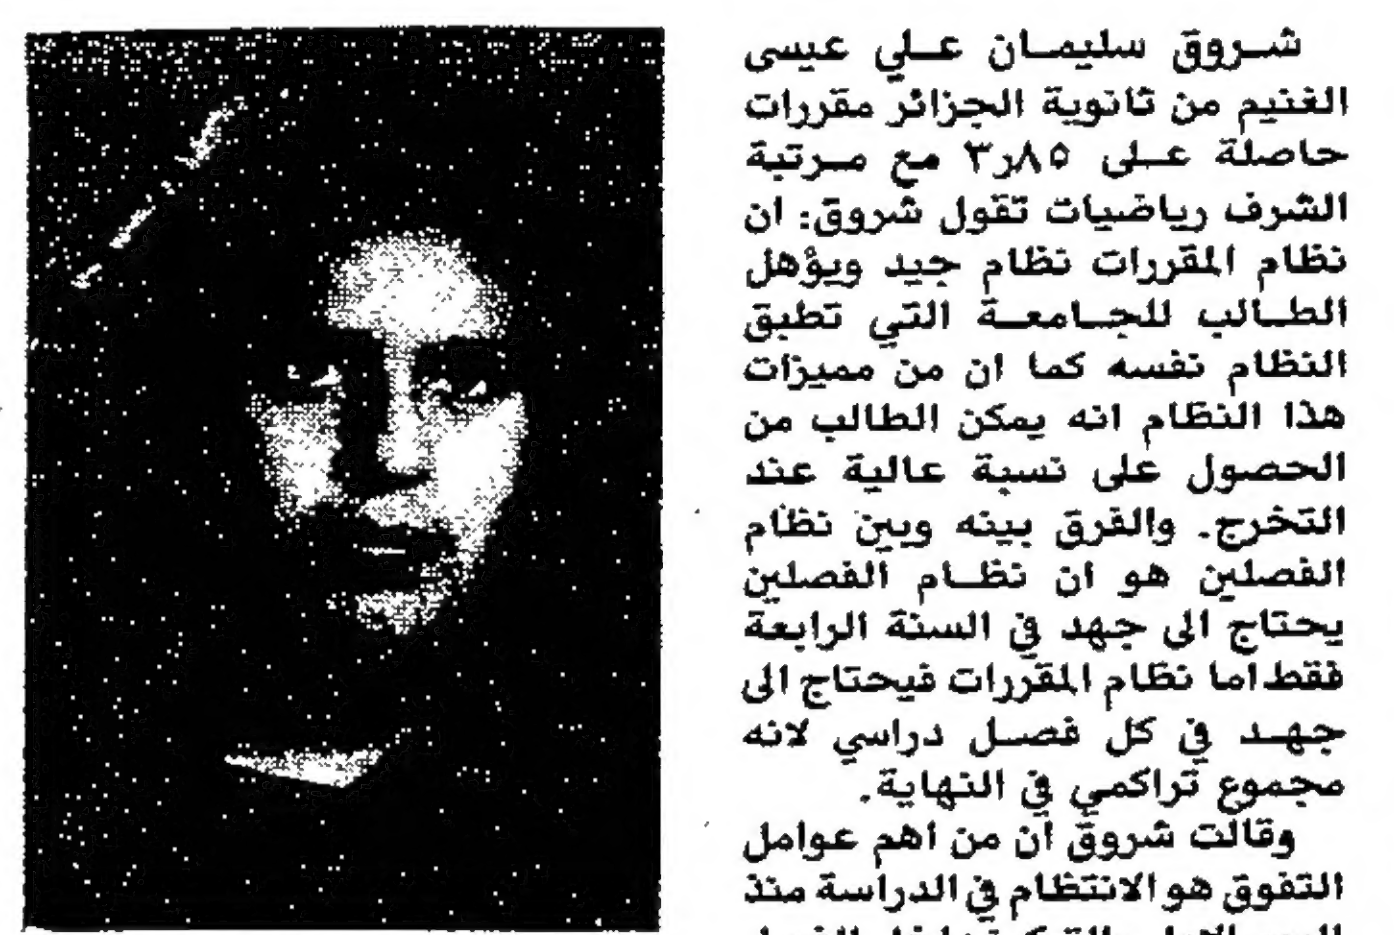 شروق سليمان علي عيسى
الغنيم من ثانوية الجزائر مقررات
حاصلة على ٣٫٨٥ مع مرتبة
الشرف رياضيات تقول شروق: ان
نظام المقررات نظام جيد ويؤهل
الطالب للجامعة التي تطبق
النظام نفسه كما ان من مميزات
هذا النظام انه يمكن الطالب من
الحصول على نسبة عالية عند
التخرج. والفرق بينه وبين نظام
الفصلين هو ان نظام الفصلين
يحتاج الى جهد في السنة الرابعة
فقط اما نظام المقررات فيحتاج الى
جهد في كل فصل دراسي لانه
مجموع تراكمي في النهاية.
وقالت شروق ان من اهم عوامل
التفوق هو الانتظام في الدراسة منذ